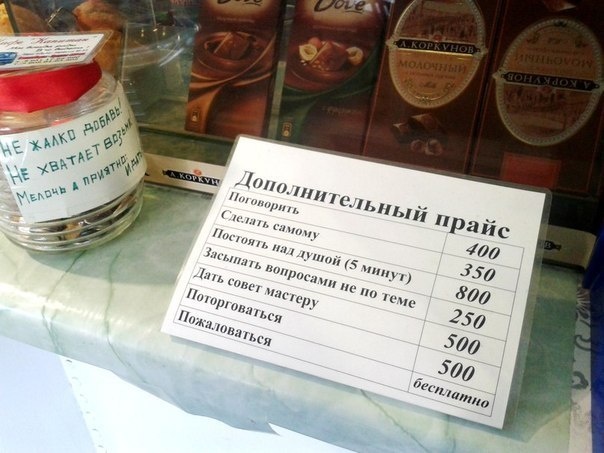 Dove
Dove
А. КОРКУНОВ
МОЛОЧНЫЙ
МОЛОЧНЫЙ
А. КОРКУНОВ
НЕ ЖАЛКО ДОБАВЬ!
НЕ ХВАТАЕТ ВОЗЬМИ
МЕЛОЧЬ А ПРИЯТНО
А. КОРКУНОВ
Дополнительный прайс
Поговорить 400
Сделать самому 350
Постоять над душой (5 минут) 800
Засыпать вопросами не по теме 250
Дать совет мастеру 500
Поторговаться 500
Пожаловаться бесплатно